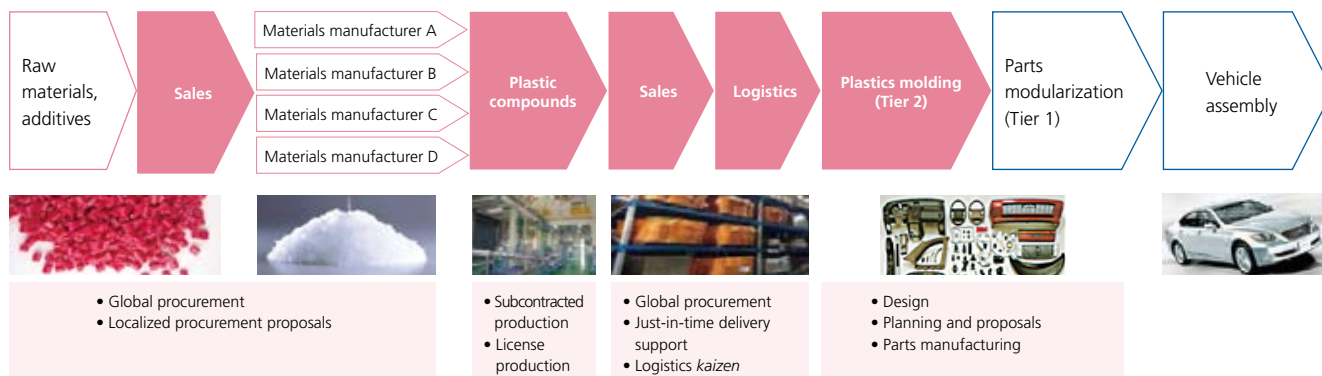 Raw
materials,
additives
Sales
Materials manufacturer A
Materials manufacturer B
Materials manufacturer C
Materials manufacturer D
Plastic
compounds
Sales
Logistics
Plastics molding
(Tier 2)
Parts
modularization
(Tier 1)
Vehicle
assembly
• Global procurement
• Localized procurement proposals
• Subcontracted
production
• License
production
• Global procurement
• Just-in-time delivery
support
• Logistics kaizen
• Design
• Planning and proposals
• Parts manufacturing